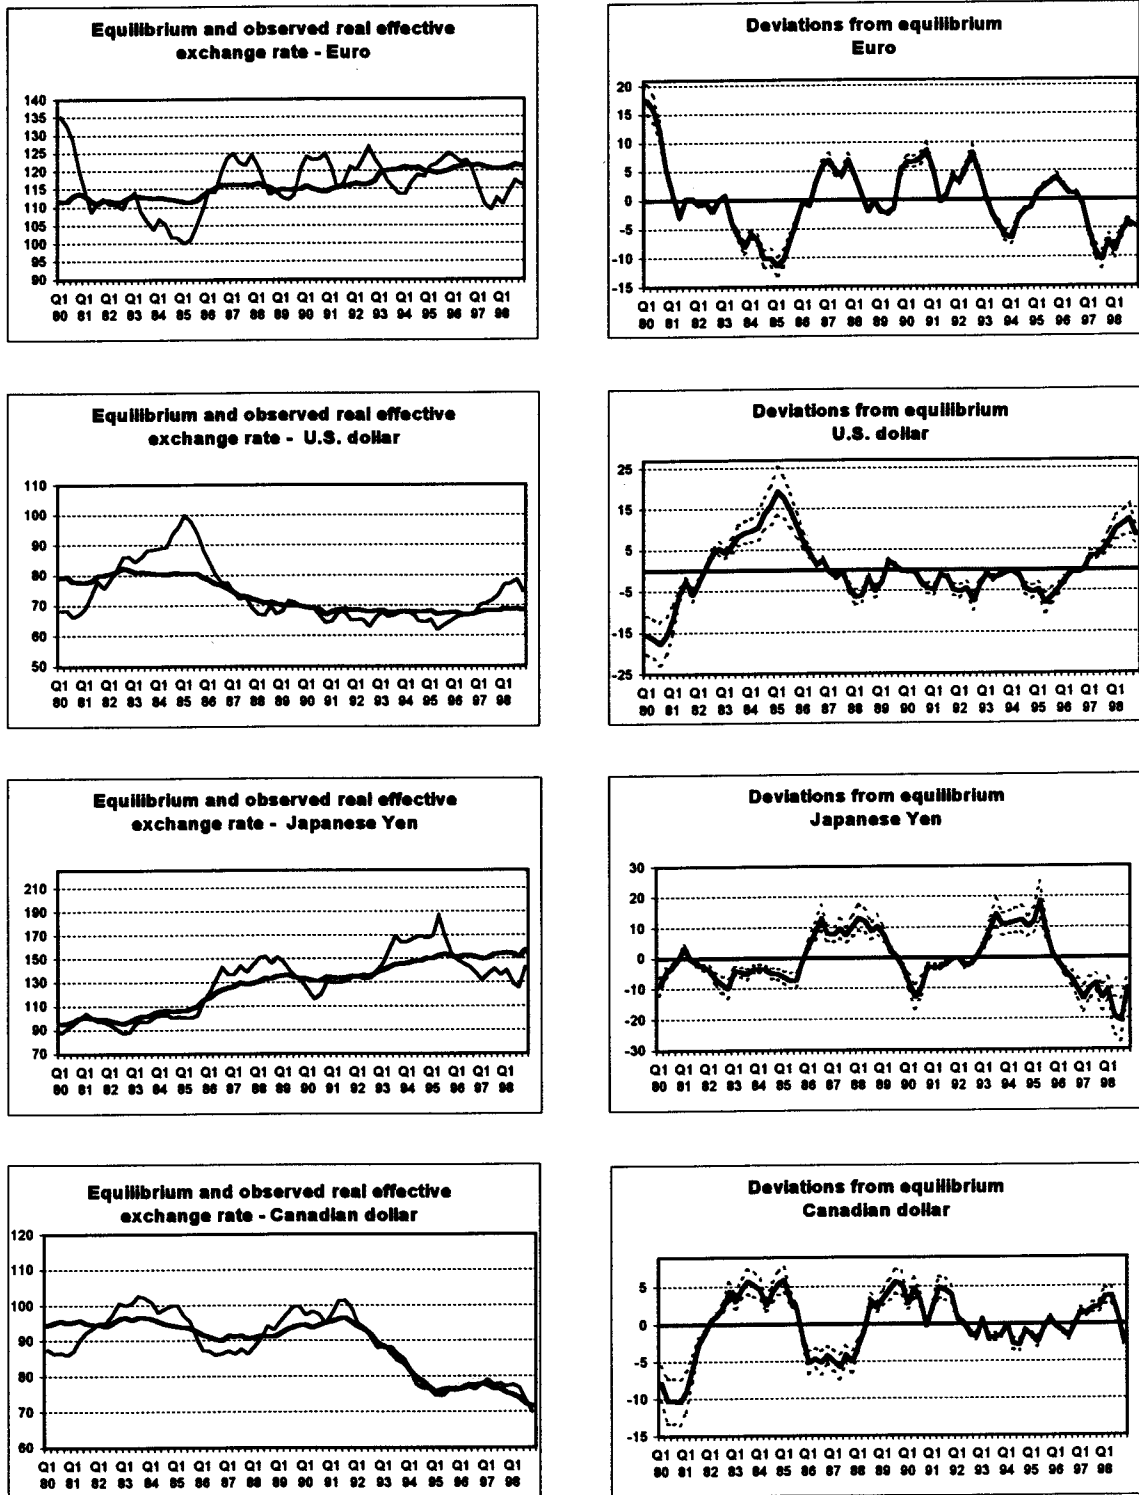 Equilibrium and observed real effective
exchange rate - Euro
140
135
130
125
120
115
110
105
100
95
90
Q1 Q1 Q1 Q1 Q1 Q1 Q1 Q1 Q1 Q1 Q1 Q1 Q1 Q1 Q1 Q1 Q1 Q1 Q1
80 81 82 83 84 85 86 87 88 89 90 91 92 93 94 95 96 97 98
Deviations from equilibrium
Euro
20
15
10
5
0
-5
-10
-15
Q1 Q1 Q1 Q1 Q1 Q1 Q1 Q1 Q1 Q1 Q1 Q1 Q1 Q1 Q1 Q1 Q1 Q1 Q1
80 81 82 83 84 85 86 87 88 89 90 91 92 93 94 95 96 97 98
Equilibrium and observed real effective
exchange rate - U.S. dollar
110
100
90
80
70
60
50
Q1 Q1 Q1 Q1 Q1 Q1 Q1 Q1 Q1 Q1 Q1 Q1 Q1 Q1 Q1 Q1 Q1 Q1 Q1
80 81 82 83 84 85 86 87 88 89 90 91 92 93 94 95 96 97 98
Deviations from equilibrium
U.S. dollar
25
15
5
-5
-15
-25
Q1 Q1 Q1 Q1 Q1 Q1 Q1 Q1 Q1 Q1 Q1 Q1 Q1 Q1 Q1 Q1 Q1 Q1 Q1
80 81 82 83 84 85 86 87 88 89 90 91 92 93 94 95 96 97 98
Equilibrium and observed real effective
exchange rate - Japanese Yen
210
190
170
150
130
110
90
70
Q1 Q1 Q1 Q1 Q1 Q1 Q1 Q1 Q1 Q1 Q1 Q1 Q1 Q1 Q1 Q1 Q1 Q1 Q1
80 81 82 83 84 85 86 87 88 89 90 91 92 93 94 95 96 97 98
Deviations from equilibrium
Japanese Yen
30
20
10
0
-10
-20
-30
Q1 Q1 Q1 Q1 Q1 Q1 Q1 Q1 Q1 Q1 Q1 Q1 Q1 Q1 Q1 Q1 Q1 Q1 Q1
80 81 82 83 84 85 86 87 88 89 90 91 92 93 94 95 96 97 98
Equilibrium and observed real effective
exchange rate - Canadian dollar
120
110
100
90
80
70
60
Q1 Q1 Q1 Q1 Q1 Q1 Q1 Q1 Q1 Q1 Q1 Q1 Q1 Q1 Q1 Q1 Q1 Q1 Q1
80 81 82 83 84 85 86 87 88 89 90 91 92 93 94 95 96 97 98
Deviations from equilibrium
Canadian dollar
5
0
-5
-10
-15
Q1 Q1 Q1 Q1 Q1 Q1 Q1 Q1 Q1 Q1 Q1 Q1 Q1 Q1 Q1 Q1 Q1 Q1 Q1
80 81 82 83 84 85 86 87 88 89 90 91 92 93 94 95 96 97 98